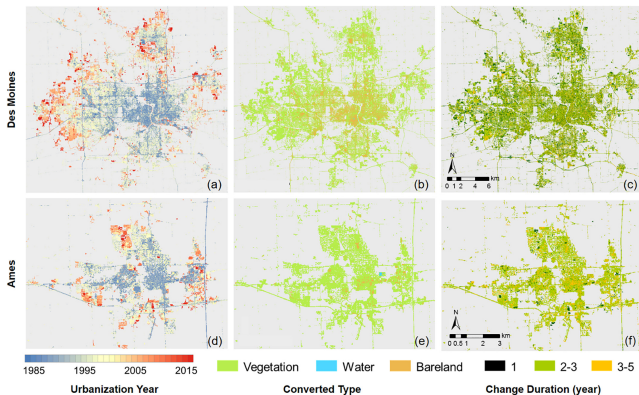 Des Moines
(a)
(b)
N
0 1 2 4 6 km
(c)
Ames
(d)
(e)
N
0 0.5 1 2 3 km
(f)
1985 1995 2005 2015
Urbanization Year
Vegetation Water Bareland
Converted Type
1 2-3 3-5
Change Duration (year)